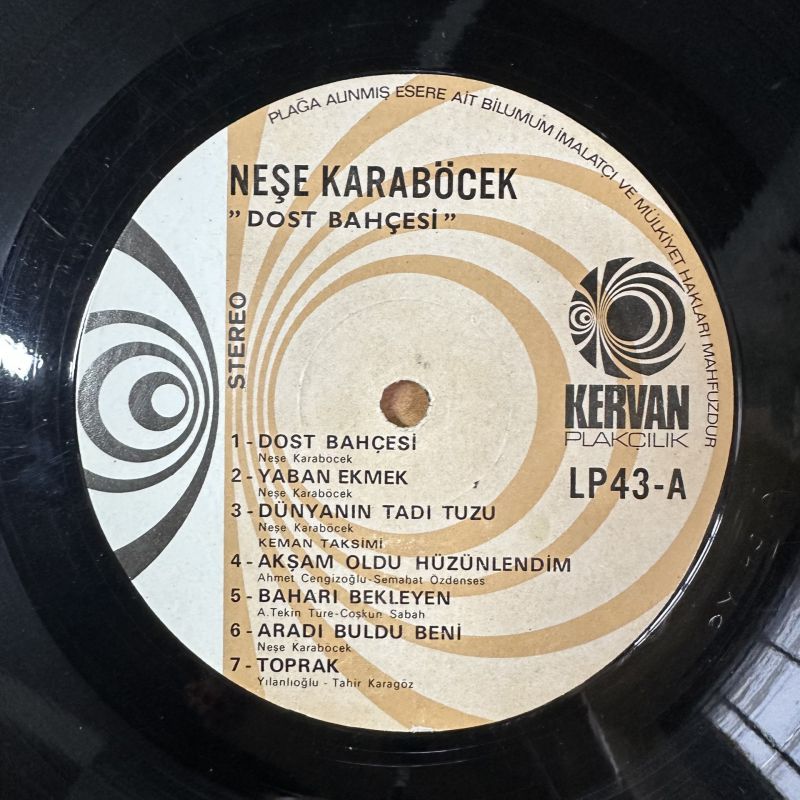 PLAĞA ALINMIŞ ESERE AİT BİLUMUM İMALATÇI VE MÜLKİYET HAKLARI MAHFUZDUR
NEŞE KARABÖCEK
" DOST BAHÇESİ "
STEREO
KERVAN
PLAKÇILIK
LP43-A
1 - DOST BAHÇESİ
Neşe Karaböcek
2 - YABAN EKMEK
Neşe Karaböcek
3 - DÜNYANIN TADI TUZU
Neşe Karaböcek
KEMAN TAKSİMİ
4 - AKŞAM OLDU HÜZÜNLENDİM
Ahmet Cengizoğlu-Semahat Özdenses
5 - BAHARI BEKLEYEN
A.Tekin Türe-Coşkun Sabah
6 - ARADI BULDU BENİ
Neşe Karaböcek
7 - TOPRAK
Yılanlıoğlu - Tahir Karagöz